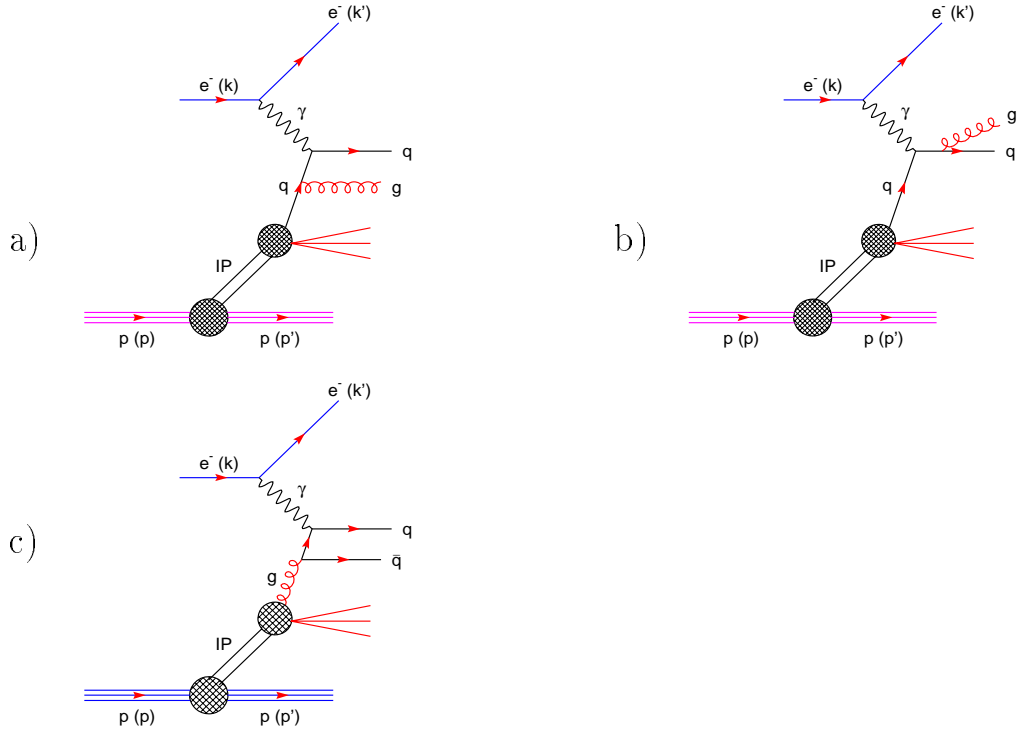 e⁻ (k')
e⁻ (k)
γ
q
q
g
a)
IP
p (p)
p (p')
e⁻ (k')
e⁻ (k)
γ
g
q
q
b)
IP
p (p)
p (p')
e⁻ (k')
e⁻ (k)
γ
q
q̄
c)
g
IP
p (p)
p (p')